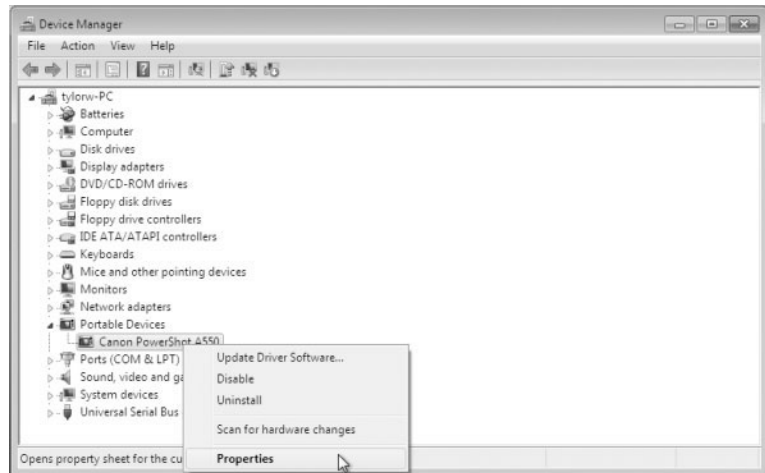 Device Manager
File Action View Help
tylorw-PC
Batteries
Computer
Disk drives
Display adapters
DVD/CD-ROM drives
Floppy disk drives
Floppy drive controllers
IDE ATA/ATAPI controllers
Keyboards
Mice and other pointing devices
Monitors
Network adapters
Portable Devices
Canon PowerShot A550
Ports (COM & LPT)
Sound, video and ga
System devices
Universal Serial Bus
Update Driver Software...
Disable
Uninstall
Scan for hardware changes
Properties
Opens property sheet for the cu